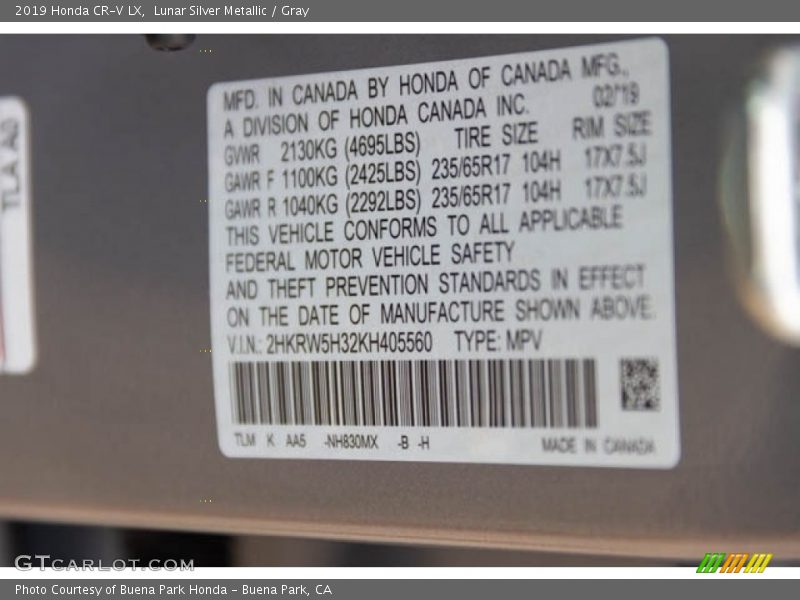 2019 Honda CR-V LX,  Lunar Silver Metallic / Gray
TLA A0
MFD. IN CANADA BY HONDA OF CANADA MFG.,
A DIVISION OF HONDA CANADA INC. 02/19
GVWR 2130KG (4695LBS) TIRE SIZE RIM SIZE
GAWR F 1100KG (2425LBS) 235/65R17 104H 17X7.5J
GAWR R 1040KG (2292LBS) 235/65R17 104H 17X7.5J
THIS VEHICLE CONFORMS TO ALL APPLICABLE
FEDERAL MOTOR VEHICLE SAFETY
AND THEFT PREVENTION STANDARDS IN EFFECT
ON THE DATE OF MANUFACTURE SHOWN ABOVE.
V.I.N.: 2HKRW5H32KH405560 TYPE: MPV
TLM K AA5 -NH830MX -B -H MADE IN CANADA
GTCARLOT.COM
Photo Courtesy of Buena Park Honda - Buena Park, CA